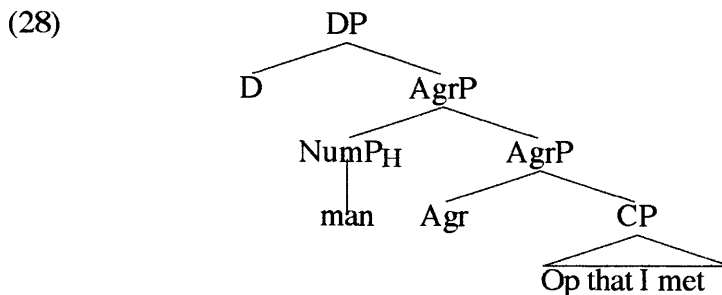 (28) DP
D AgrP
NumPH AgrP
man Agr CP
Op that I met